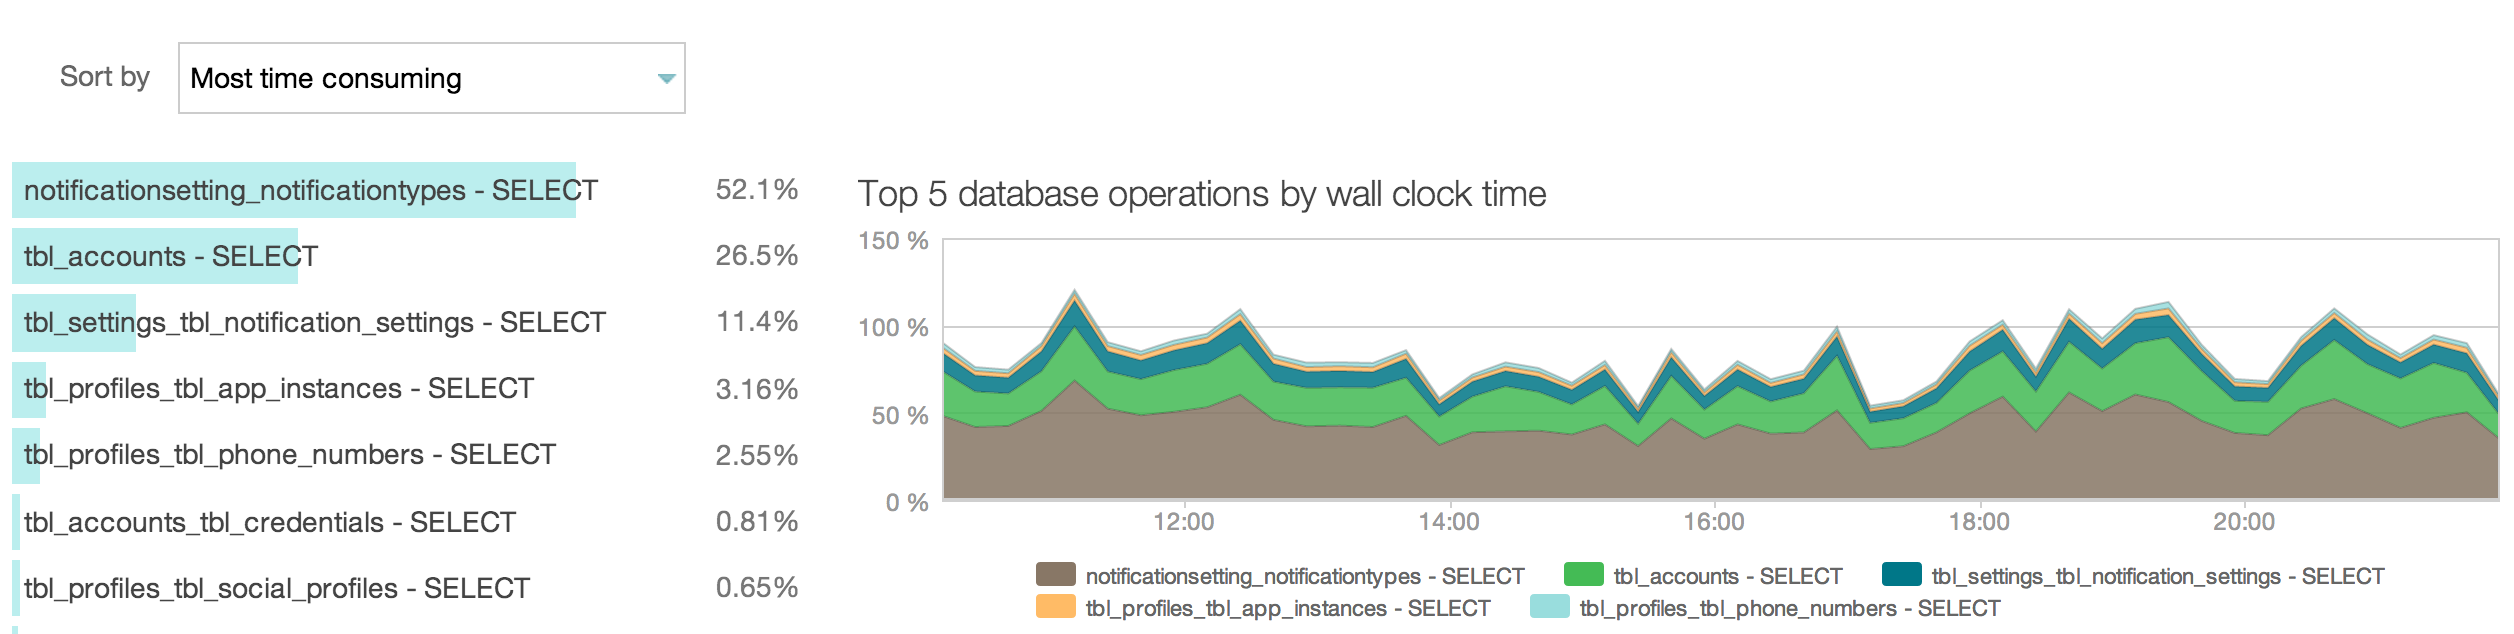 Sort by Most time consuming
notificationsetting_notificationtypes - SELECT 52.1%
tbl_accounts - SELECT 26.5%
tbl_settings_tbl_notification_settings - SELECT 11.4%
tbl_profiles_tbl_app_instances - SELECT 3.16%
tbl_profiles_tbl_phone_numbers - SELECT 2.55%
tbl_accounts_tbl_credentials - SELECT 0.81%
tbl_profiles_tbl_social_profiles - SELECT 0.65%
Top 5 database operations by wall clock time
150 %
100 %
50 %
0 %
12:00 14:00 16:00 18:00 20:00
notificationsetting_notificationtypes - SELECT tbl_accounts - SELECT tbl_settings_tbl_notification_settings - SELECT
tbl_profiles_tbl_app_instances - SELECT tbl_profiles_tbl_phone_numbers - SELECT